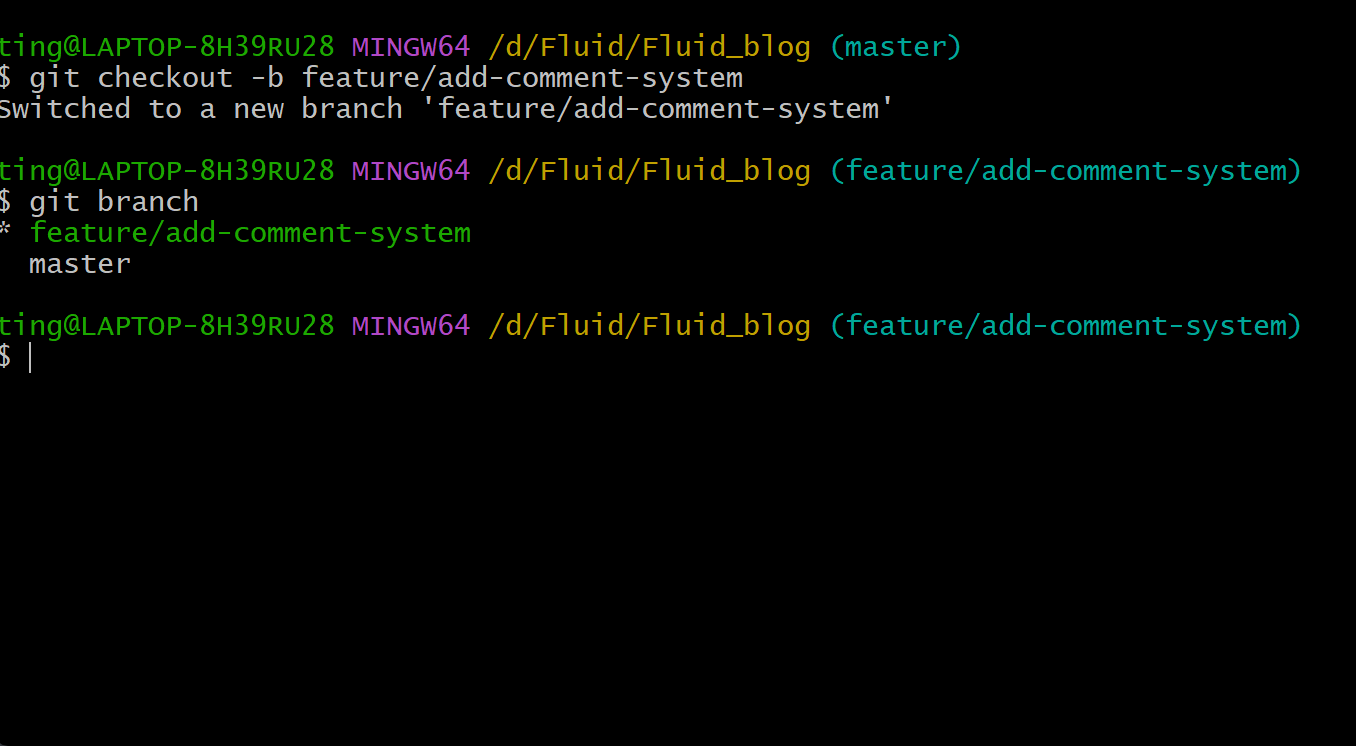 ting@LAPTOP-8H39RU28 MINGW64 /d/Fluid/Fluid_blog (master)
$ git checkout -b feature/add-comment-system
Switched to a new branch 'feature/add-comment-system'
ting@LAPTOP-8H39RU28 MINGW64 /d/Fluid/Fluid_blog (feature/add-comment-system)
$ git branch
* feature/add-comment-system
  master
ting@LAPTOP-8H39RU28 MINGW64 /d/Fluid/Fluid_blog (feature/add-comment-system)
$